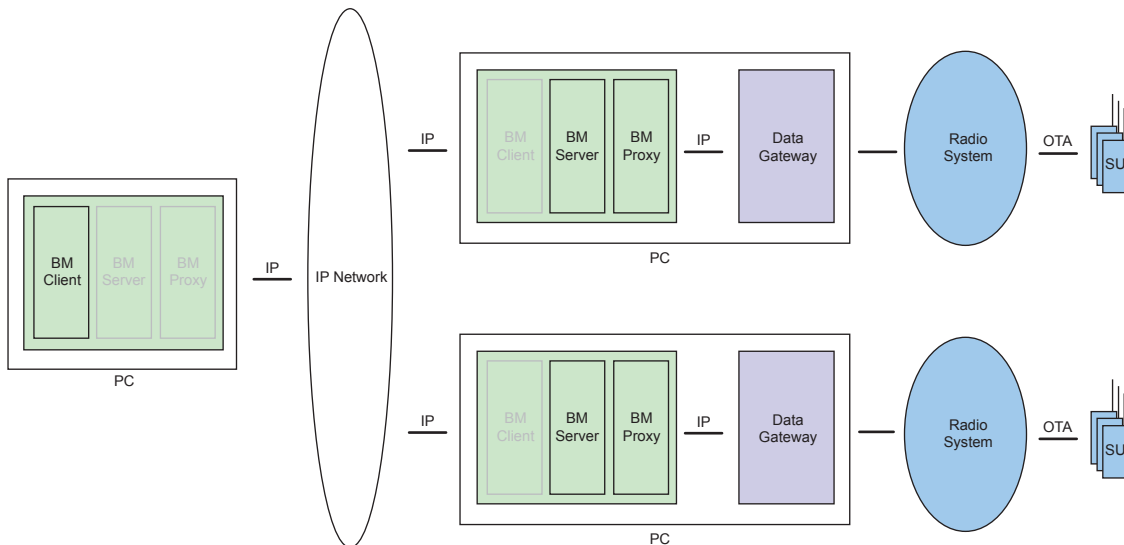 BM
Client
BM
Server
BM
Proxy
PC
IP
IP Network
IP
BM
Client
BM
Server
BM
Proxy
IP
Data
Gateway
PC
Radio
System
OTA
SU
IP
BM
Client
BM
Server
BM
Proxy
IP
Data
Gateway
PC
Radio
System
OTA
SU